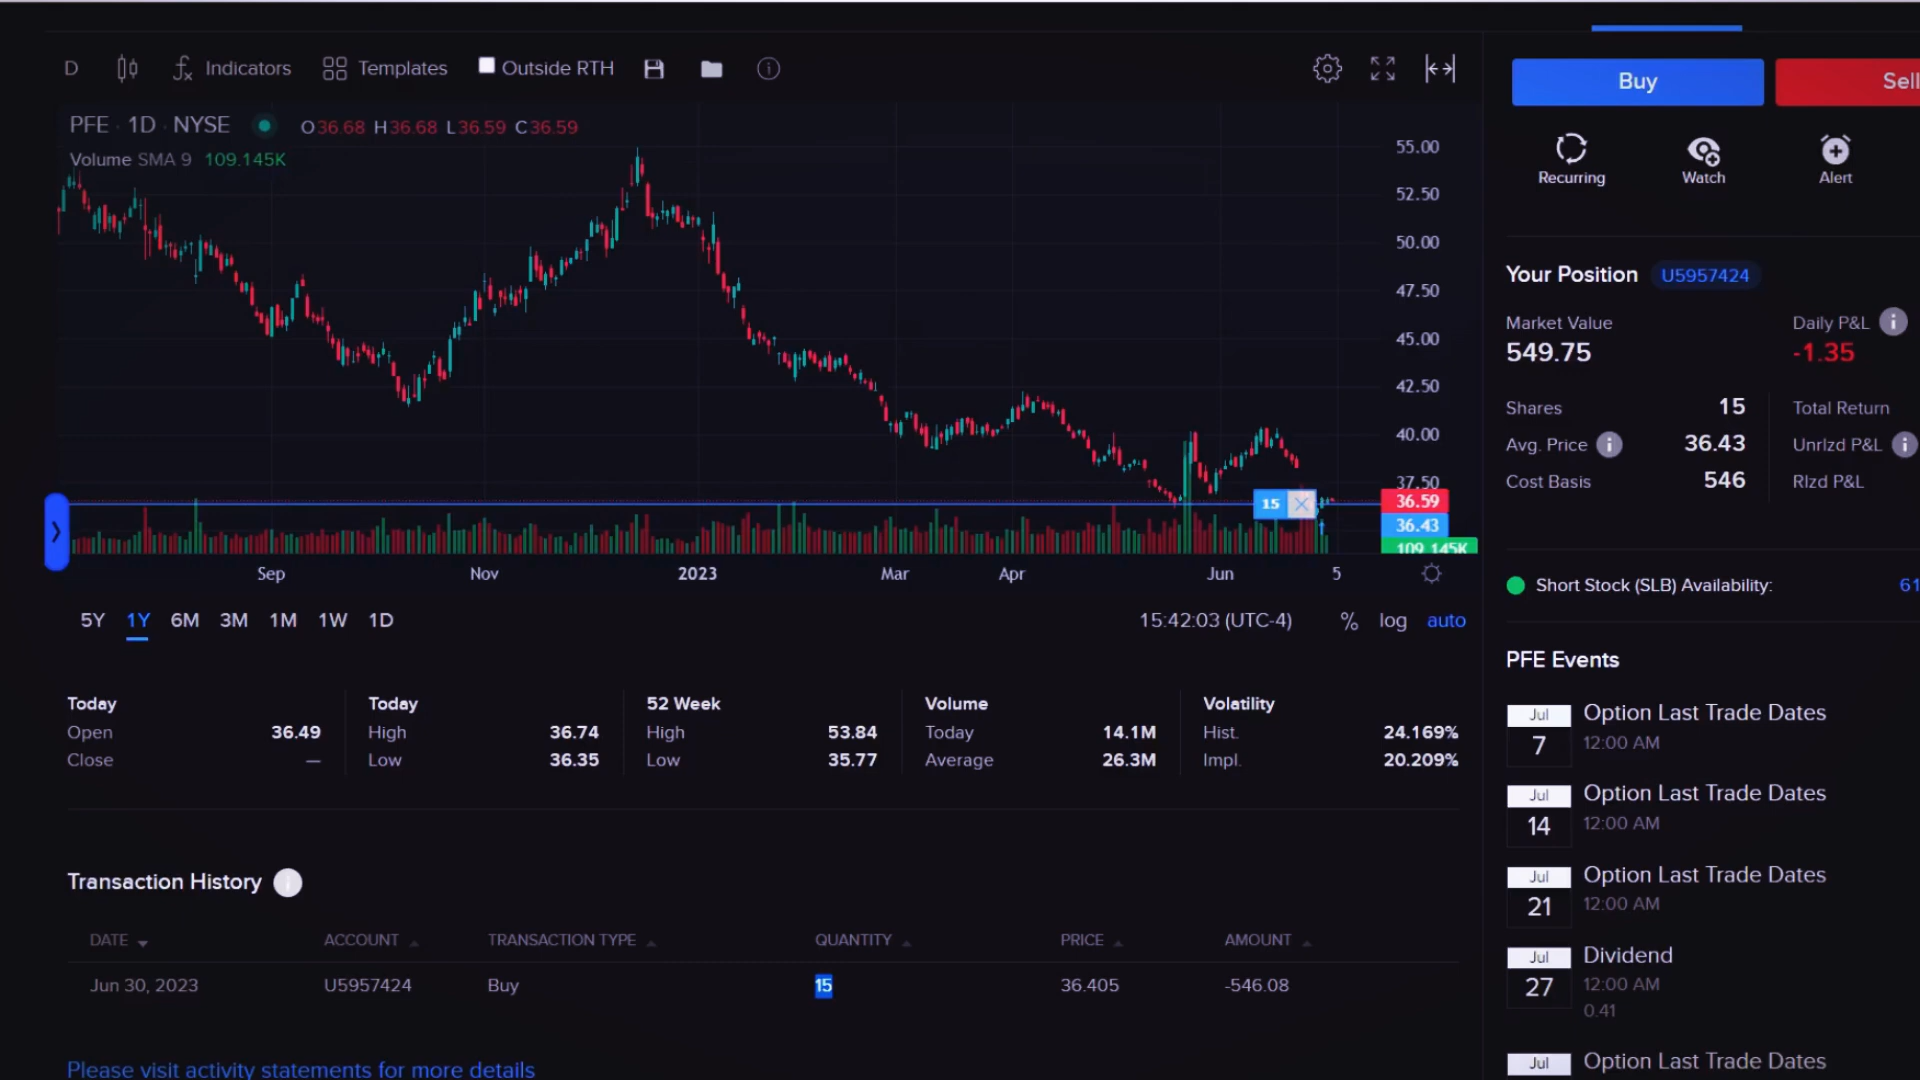 D Indicators Templates Outside RTH
Buy
Sell
PFE · 1D · NYSE O36.68 H36.68 L36.59 C36.59
Volume SMA 9 109.145K
55.00
52.50
50.00
47.50
45.00
42.50
40.00
37.50
36.59
36.43
109.145K
15
Sep Nov 2023 Mar Apr Jun 5
5Y 1Y 6M 3M 1M 1W 1D
15:42:03 (UTC-4) % log auto
Recurring Watch Alert
Your Position U5957424
Market Value Daily P&L
549.75 -1.35
Shares 15 Total Return
Avg. Price 36.43 Unrlzd P&L
Cost Basis 546 Rlzd P&L
Short Stock (SLB) Availability: 61
Today Today 52 Week Volume Volatility
Open 36.49 High 36.74 High 53.84 Today 14.1M Hist. 24.169%
Close — Low 36.35 Low 35.77 Average 26.3M Impl. 20.209%
Transaction History
DATE ACCOUNT TRANSACTION TYPE QUANTITY PRICE AMOUNT
Jun 30, 2023 U5957424 Buy 15 36.405 -546.08
Please visit activity statements for more details
PFE Events
Jul 7 Option Last Trade Dates
12:00 AM
Jul 14 Option Last Trade Dates
12:00 AM
Jul 21 Option Last Trade Dates
12:00 AM
Jul 27 Dividend
12:00 AM
0.41
Jul Option Last Trade Dates